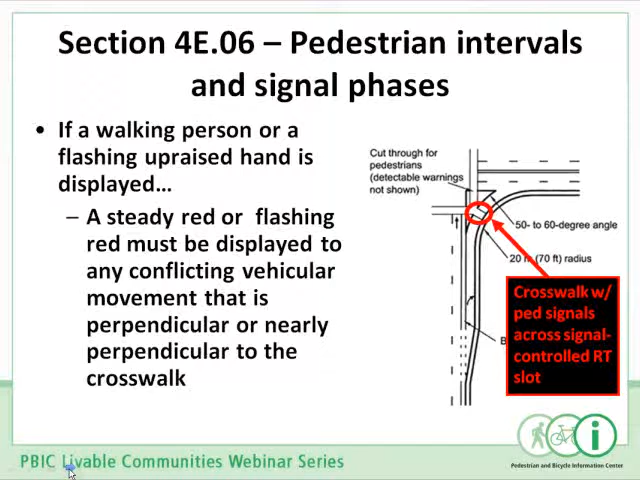 Section 4E.06 – Pedestrian intervals
and signal phases
• If a walking person or a
flashing upraised hand is
displayed…
– A steady red or flashing
red must be displayed to
any conflicting vehicular
movement that is
perpendicular or nearly
perpendicular to the
crosswalk
Cut through for
pedestrians
(detectable warnings
not shown)
50- to 60-degree angle
20 m (70 ft) radius
Crosswalk w/
ped signals
across signal-
controlled RT
slot
PBIC Livable Communities Webinar Series
i
Pedestrian and Bicycle Information Center